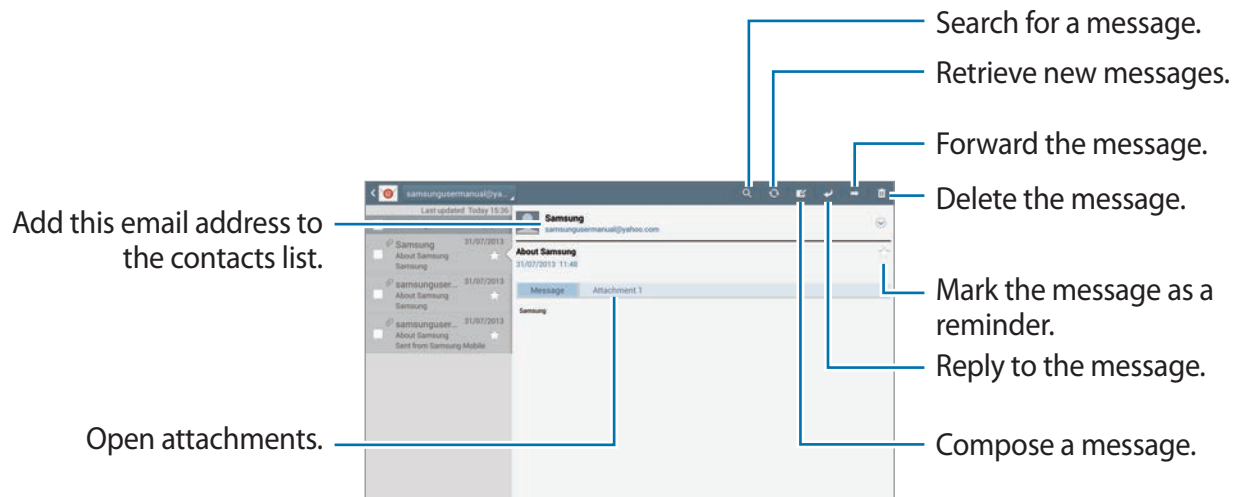 Search for a message.
Retrieve new messages.
Forward the message.
Delete the message.
Add this email address to
the contacts list.
Mark the message as a
reminder.
Reply to the message.
Open attachments.
Compose a message.
samsungusermanual@ya..
Last updated Today 15:36
Samsung 31/07/2013
About Samsung
Samsung
samsunguser... 31/07/2013
About Samsung
Samsung
samsunguser... 31/07/2013
About Samsung
Sent from Samsung Mobile
Samsung
samsungusermanual@yahoo.com
About Samsung
31/07/2013 11:48
Message Attachment 1
Samsung